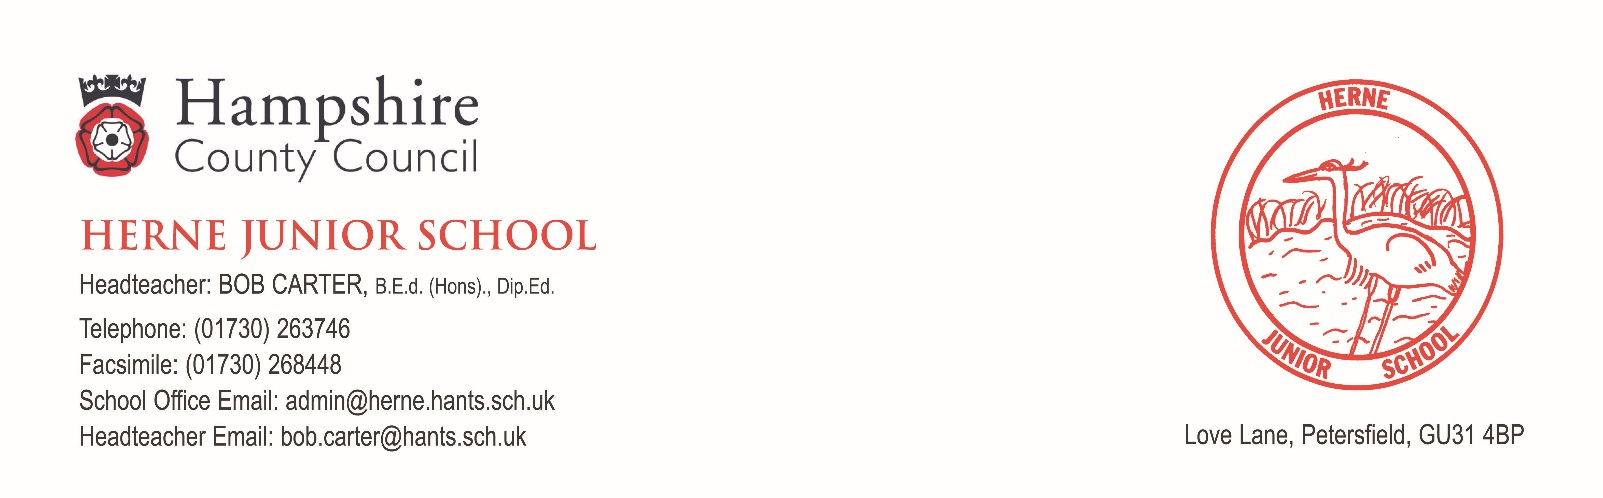 Hampshire
County Council
HERNE JUNIOR SCHOOL
Headteacher: BOB CARTER, B.E.d. (Hons)., Dip.Ed.
Telephone: (01730) 263746
Facsimile: (01730) 268448
School Office Email: admin@herne.hants.sch.uk
Headteacher Email: bob.carter@hants.sch.uk
HERNE
JUNIOR SCHOOL
Love Lane, Petersfield, GU31 4BP